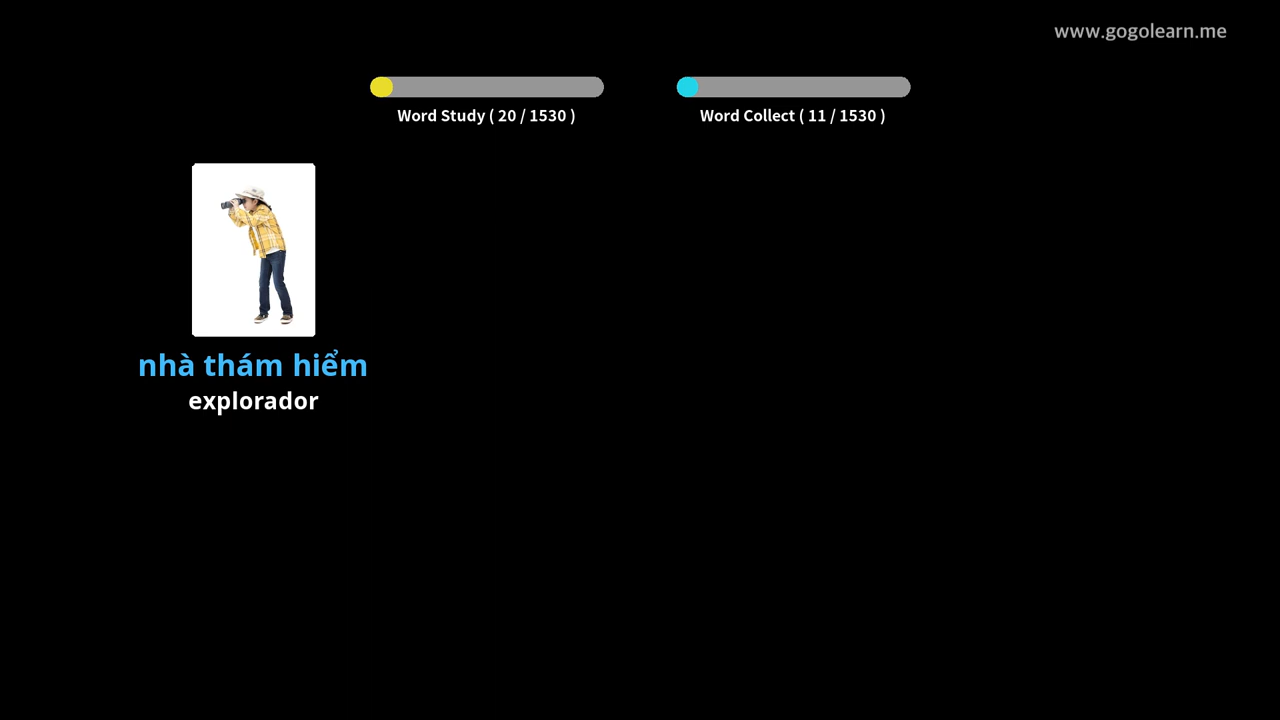 www.gogolearn.me
Word Study ( 20 / 1530 )
Word Collect ( 11 / 1530 )
nhà thám hiểm
explorador